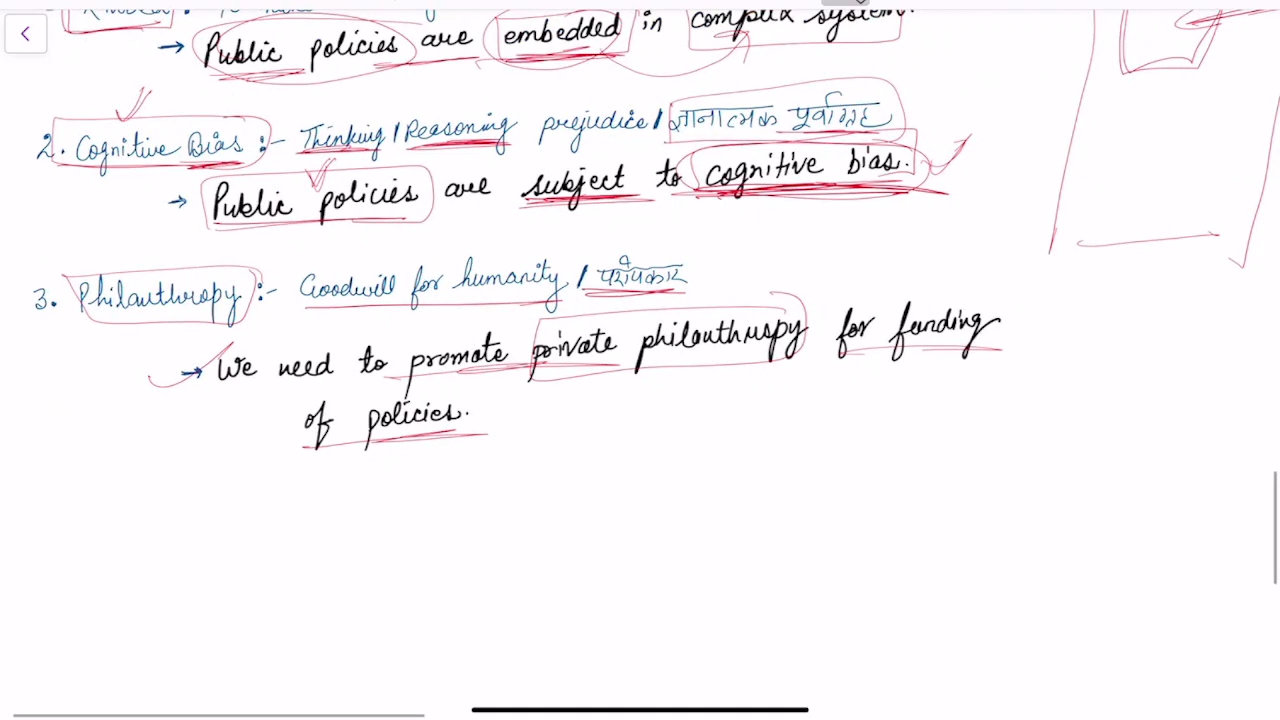 → Public policies are embedded in complex system.
2. Cognitive Bias :- Thinking / Reasoning prejudice / ज्ञानात्मक पूर्वाग्रह
→ Public policies are subject to cognitive bias.
3. Philanthropy :- Goodwill for humanity / परोपकार
→ We need to promote private philanthropy for funding
of policies.